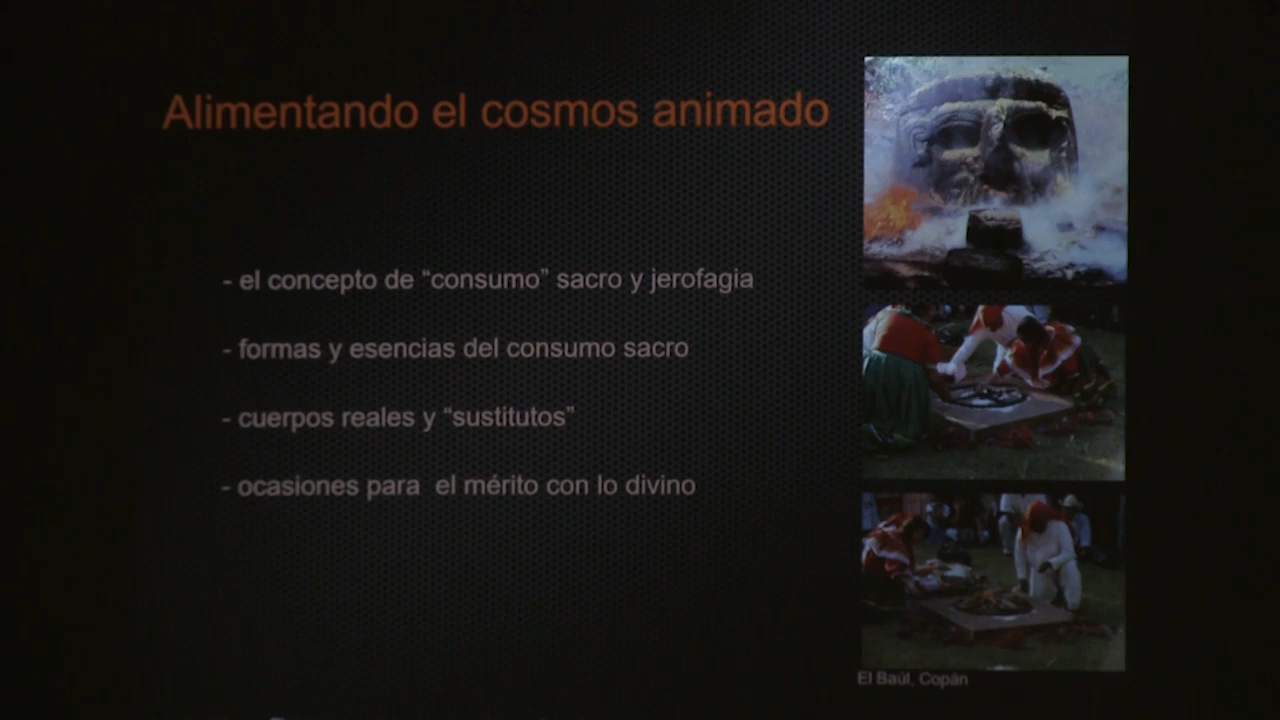 Alimentando el cosmos animado
- el concepto de “consumo” sacro y jerofagia
- formas y esencias del consumo sacro
- cuerpos reales y “sustitutos”
- ocasiones para  el mérito con lo divino
El Baúl, Copán